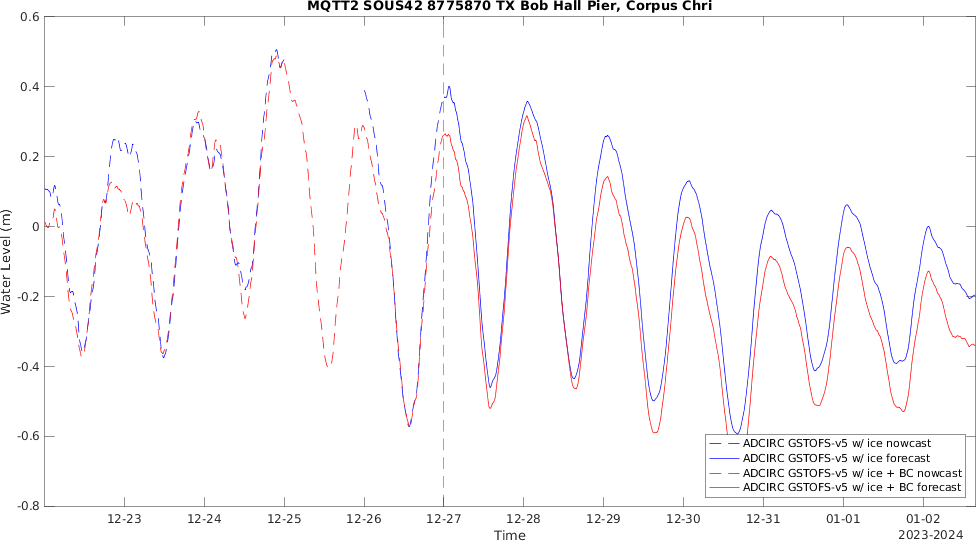 MQTT2 SOUS42 8775870 TX Bob Hall Pier, Corpus Chri
0.6
0.4
0.2
0
-0.2
-0.4
-0.6
-0.8
Water Level (m)
ADCIRC GSTOFS-v5 w/ ice nowcast
ADCIRC GSTOFS-v5 w/ ice forecast
ADCIRC GSTOFS-v5 w/ ice + BC nowcast
ADCIRC GSTOFS-v5 w/ ice + BC forecast
12-23 12-24 12-25 12-26 12-27 12-28 12-29 12-30 12-31 01-01 01-02
Time
2023-2024